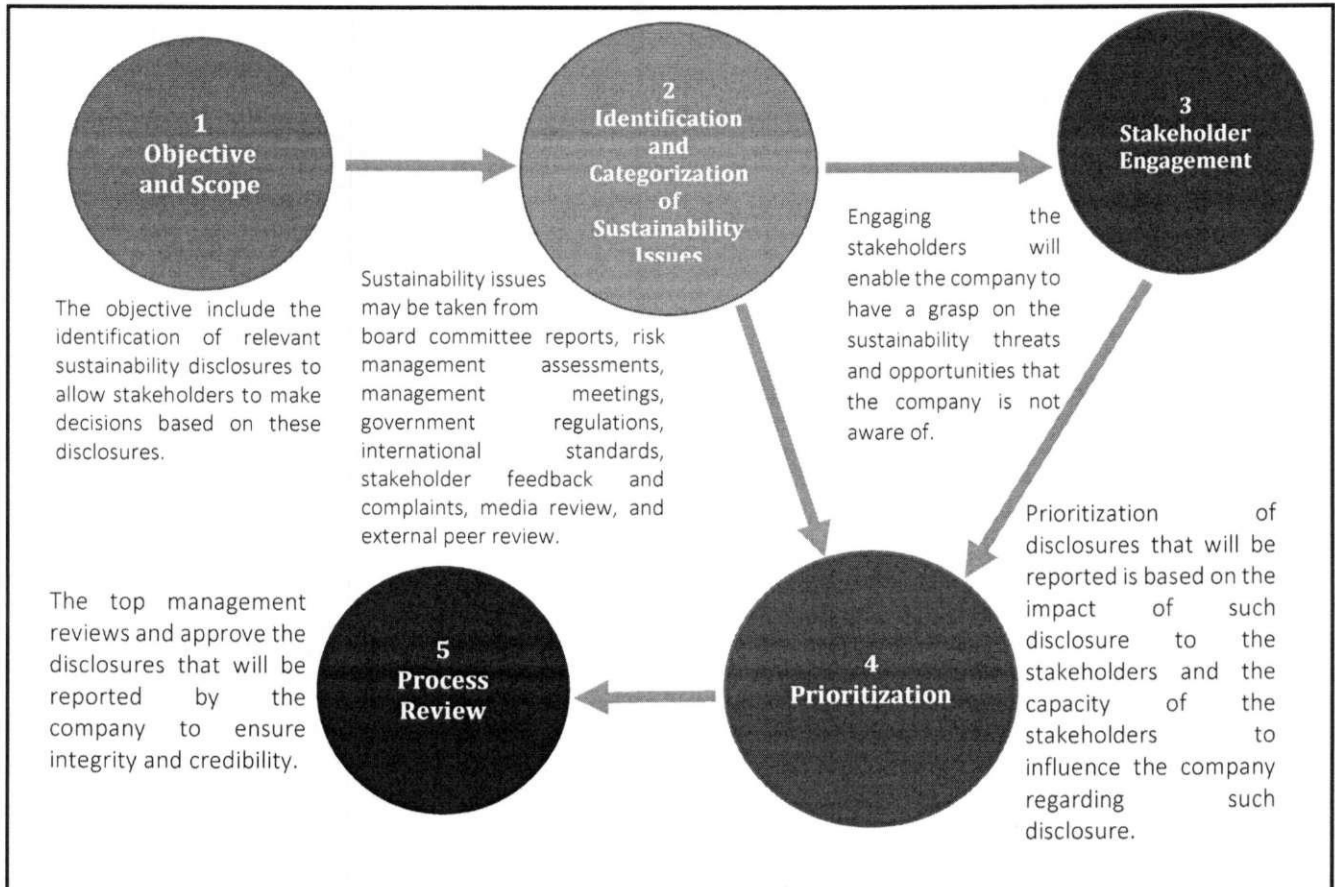 1
Objective
and Scope
2
Identification
and
Categorization
of
Sustainability
Issues
3
Stakeholder
Engagement
The objective include the
identification of relevant
sustainability disclosures to
allow stakeholders to make
decisions based on these
disclosures.
Sustainability issues
may be taken from
board committee reports, risk
management assessments,
management meetings,
government regulations,
international standards,
stakeholder feedback and
complaints, media review, and
external peer review.
Engaging the
stakeholders will
enable the company to
have a grasp on the
sustainability threats
and opportunities that
the company is not
aware of.
4
Prioritization
Prioritization of
disclosures that will be
reported is based on the
impact of such
disclosure to the
stakeholders and the
capacity of the
stakeholders to
influence the company
regarding such
disclosure.
5
Process
Review
The top management
reviews and approve the
disclosures that will be
reported by the
company to ensure
integrity and credibility.